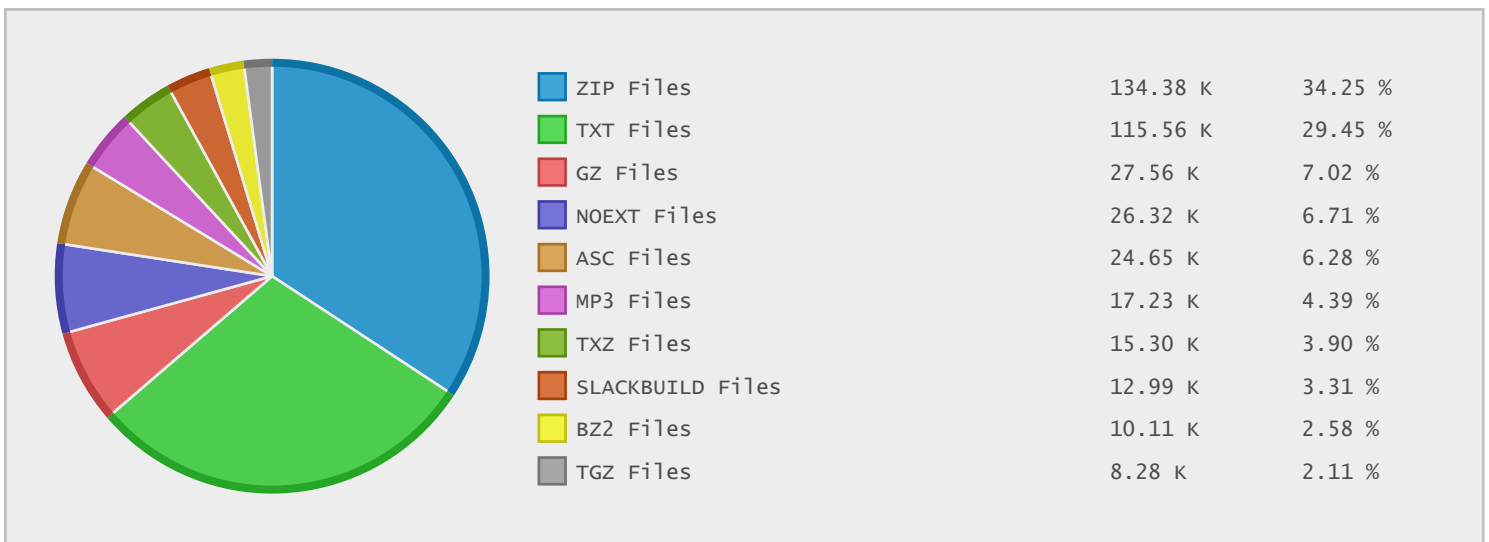 ZIP Files 134.38 K 34.25 %
TXT Files 115.56 K 29.45 %
GZ Files 27.56 K 7.02 %
NOEXT Files 26.32 K 6.71 %
ASC Files 24.65 K 6.28 %
MP3 Files 17.23 K 4.39 %
TXZ Files 15.30 K 3.90 %
SLACKBUILD Files 12.99 K 3.31 %
BZ2 Files 10.11 K 2.58 %
TGZ Files 8.28 K 2.11 %